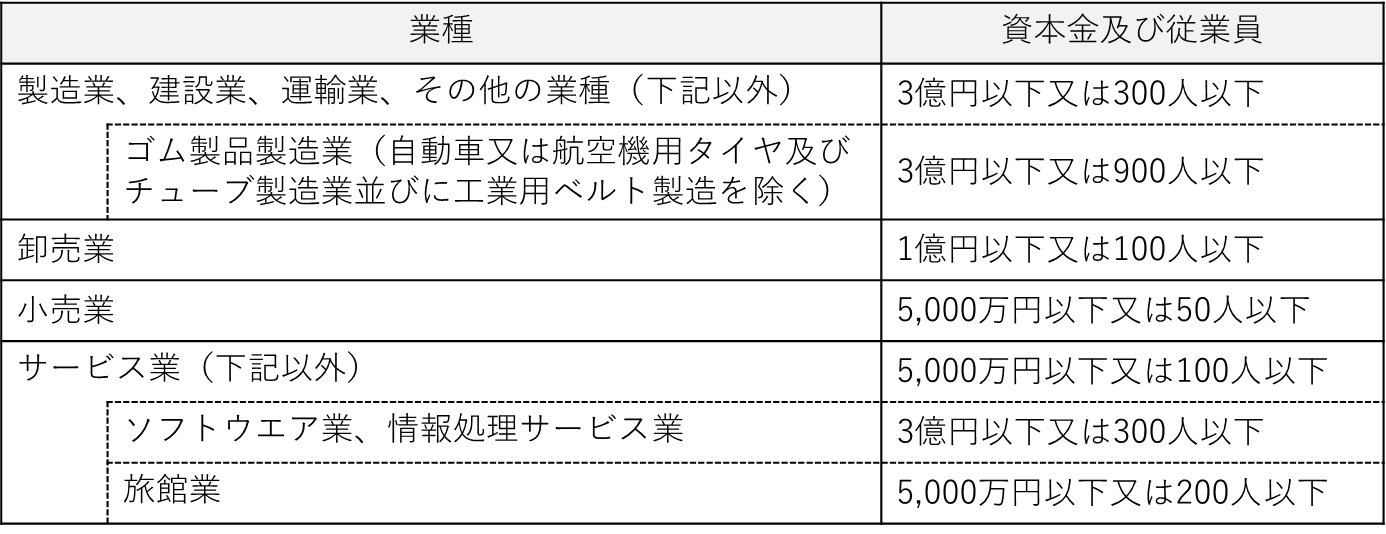 業種
資本金及び従業員
製造業、建設業、運輸業、その他の業種（下記以外）
3億円以下又は300人以下
ゴム製品製造業（自動車又は航空機用タイヤ及び
チューブ製造業並びに工業用ベルト製造を除く）
3億円以下又は900人以下
卸売業
1億円以下又は100人以下
小売業
5,000万円以下又は50人以下
サービス業（下記以外）
5,000万円以下又は100人以下
ソフトウエア業、情報処理サービス業
3億円以下又は300人以下
旅館業
5,000万円以下又は200人以下